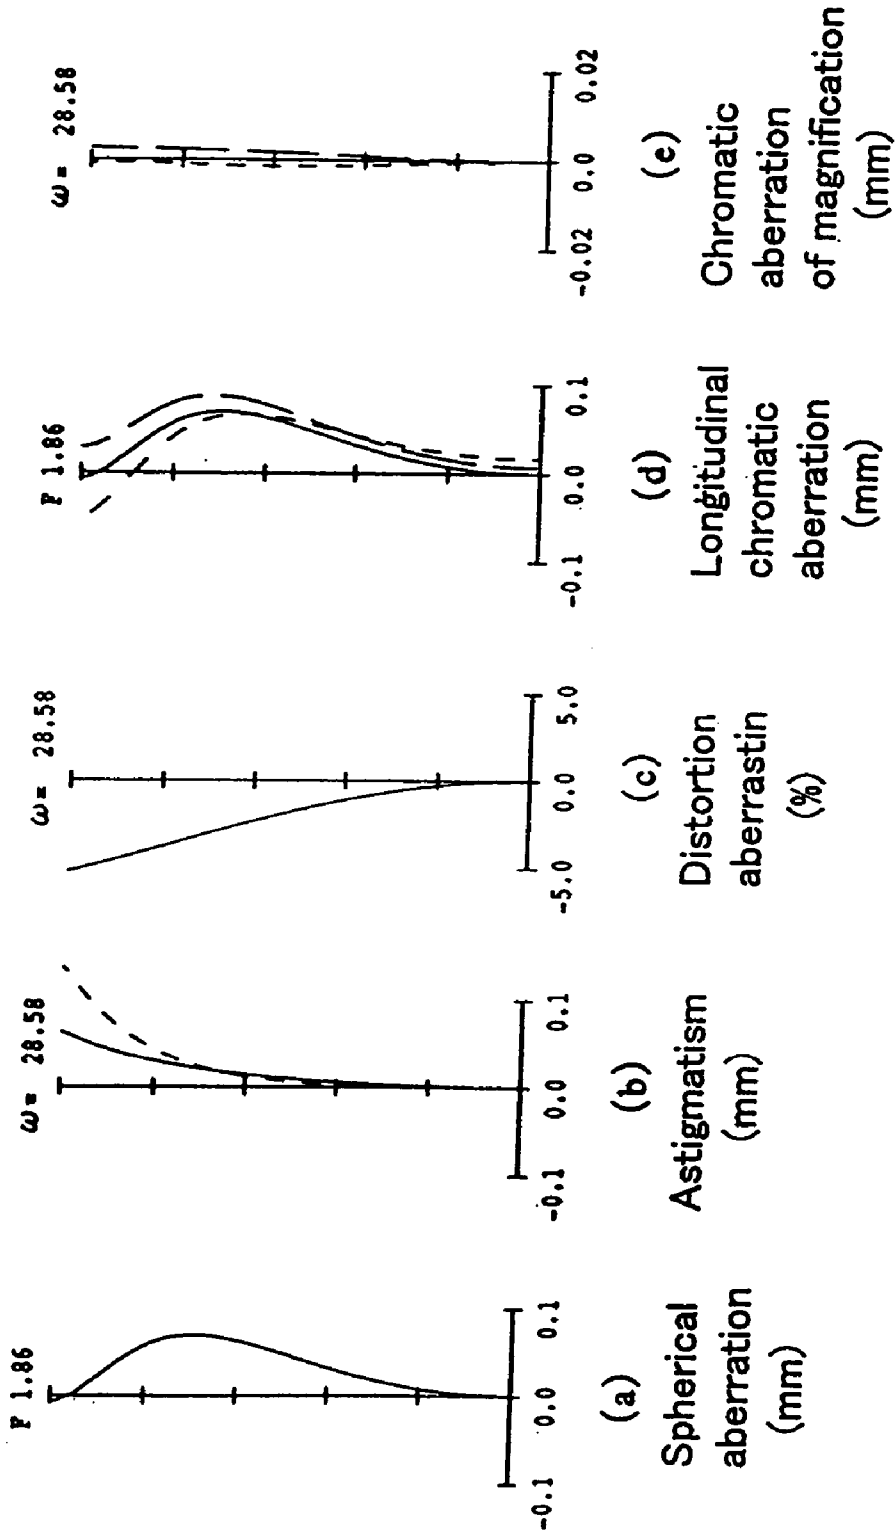 F 1.86
-0.1
0.0
0.1
(a)
Spherical
aberration
(mm)
ω= 28.58
-0.1
0.0
0.1
(b)
Astigmatism
(mm)
ω= 28.58
-5.0
0.0
5.0
(c)
Distortion
aberrastin
(%)
F 1.86
-0.1
0.0
0.1
(d)
Longitudinal
chromatic
aberration
(mm)
ω= 28.58
-0.02
0.0
0.02
(e)
Chromatic
aberration
of magnification
(mm)